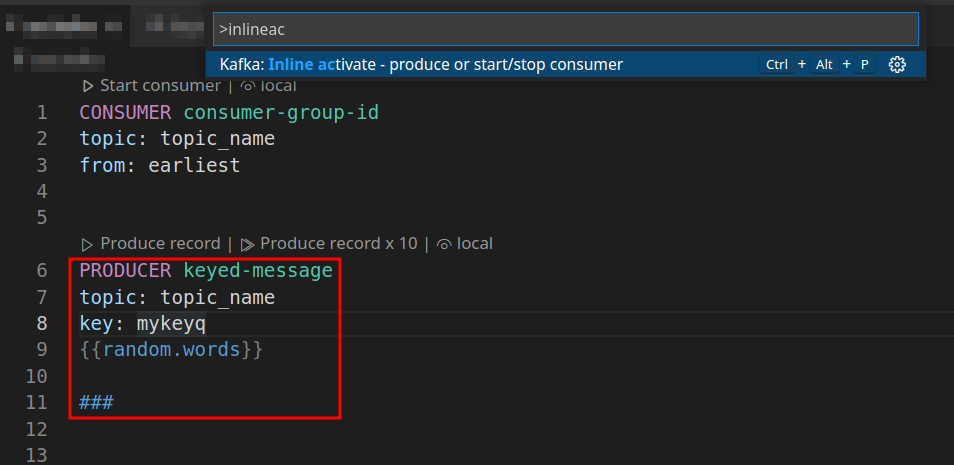 >inlineac
Kafka: Inline activate - produce or start/stop consumer Ctrl + Alt + P
Start consumer | local
1 CONSUMER consumer-group-id
2 topic: topic_name
3 from: earliest
4
5
Produce record | Produce record x 10 | local
6 PRODUCER keyed-message
7 topic: topic_name
8 key: mykeyq
9 {{random.words}}
10
11 ###
12
13